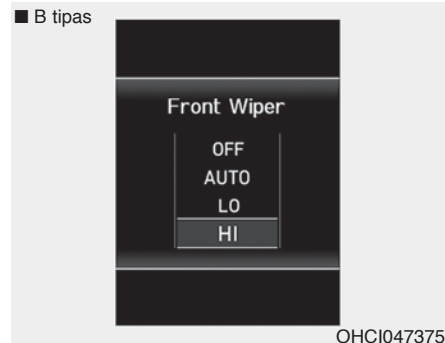 ■ B tipas
Front Wiper
OFF
AUTO
LO
HI
OHCI047375